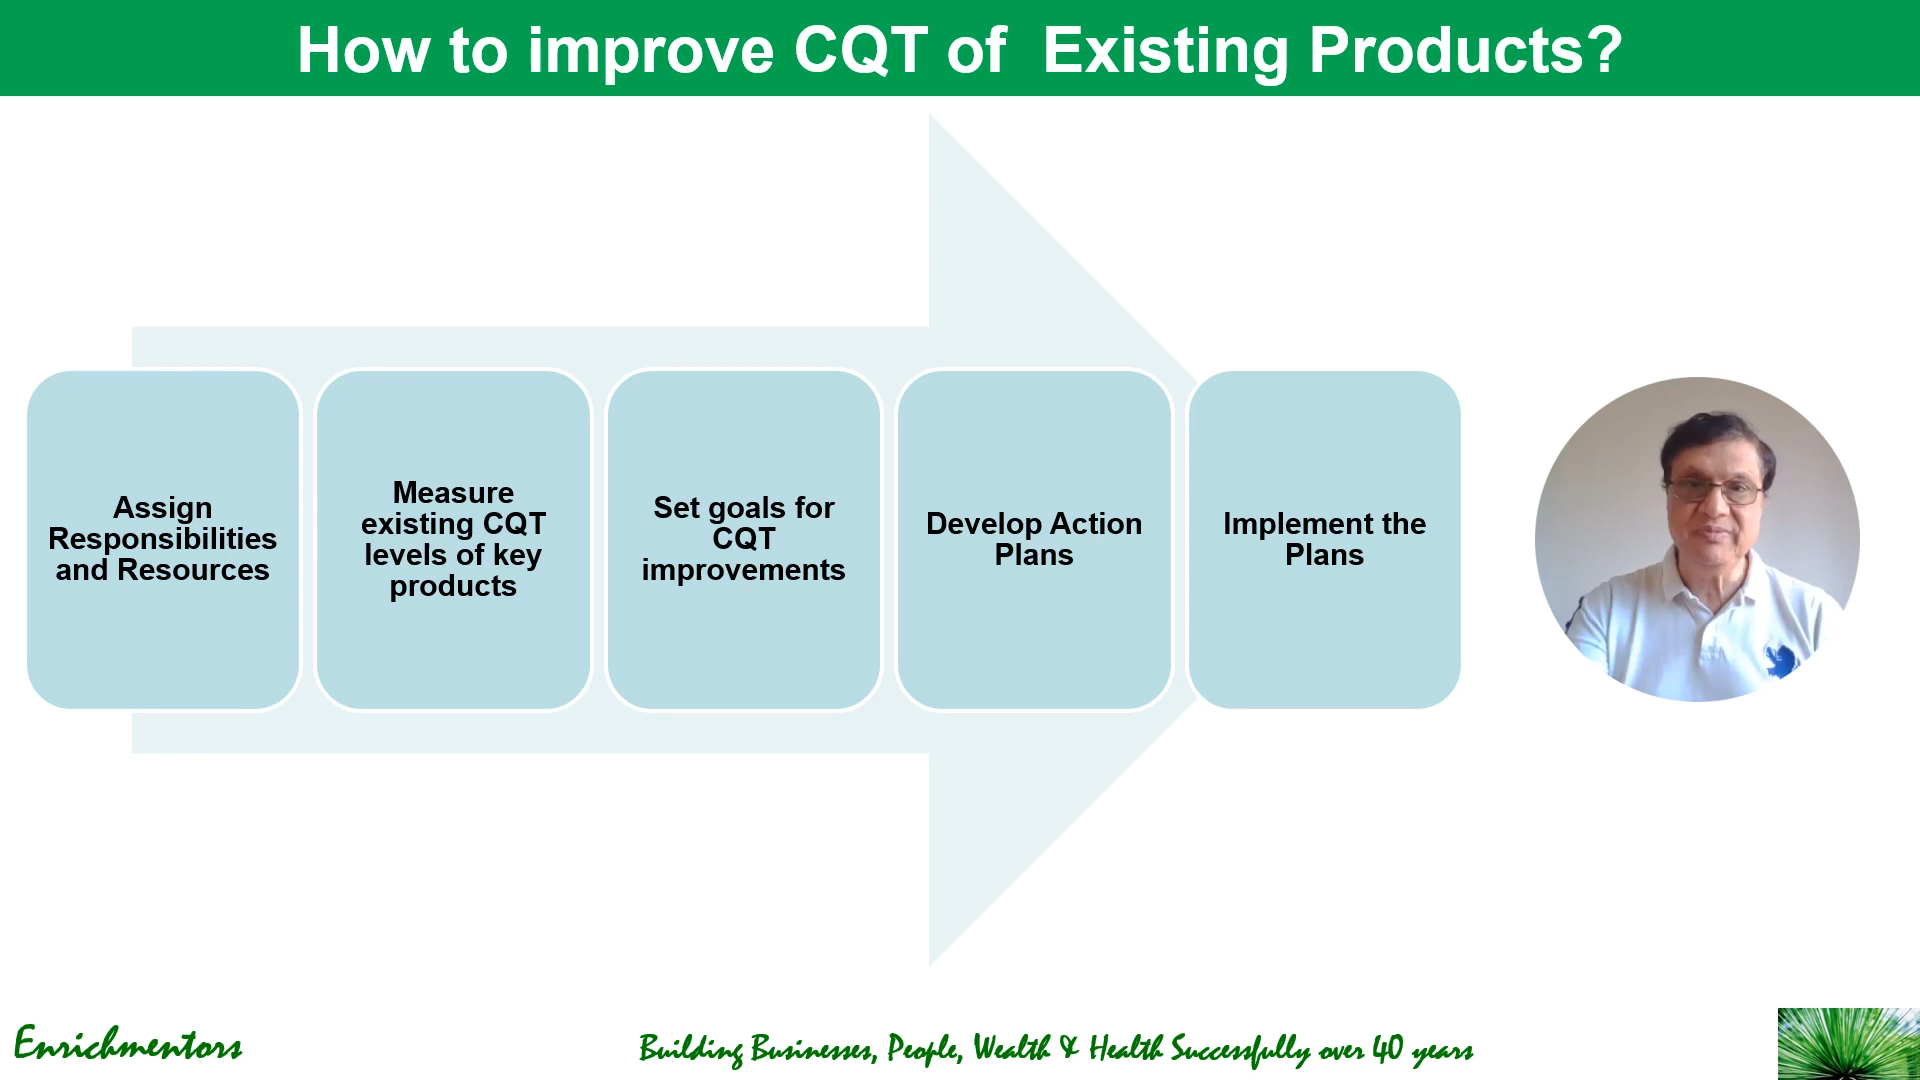 How to improve CQT of  Existing Products?
Assign
Responsibilities
and Resources
Measure
existing CQT
levels of key
products
Set goals for
CQT
improvements
Develop Action
Plans
Implement the
Plans
Enrichmentors
Building Businesses, People, Wealth & Health Successfully over 40 years